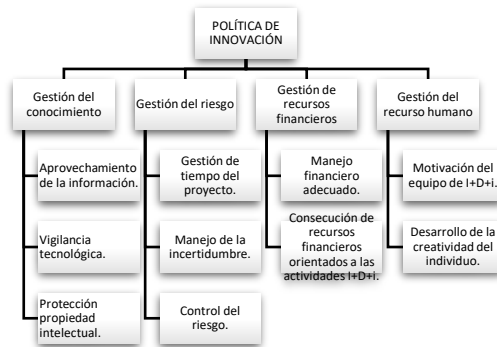 POLÍTICA DE
INNOVACIÓN
Gestión del
conocimiento
Gestión del riesgo
Gestión de
recursos
financieros
Gestión del
recurso humano
Aprovechamiento
de la información.
Vigilancia
tecnológica.
Protección
propiedad
intelectual.
Gestión de
tiempo del
proyecto.
Manejo de la
incertidumbre.
Control del
riesgo.
Manejo
financiero
adecuado.
Consecución de
recursos
financieros
orientados a las
actividades I+D+i.
Motivación del
equipo de I+D+i.
Desarrollo de la
creatividad del
individuo.